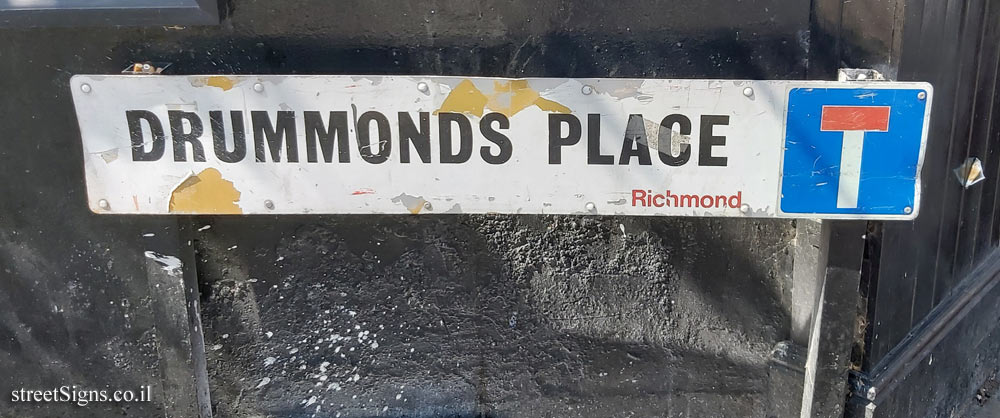 DRUMMONDS PLACE
Richmond
streetSigns.co.il